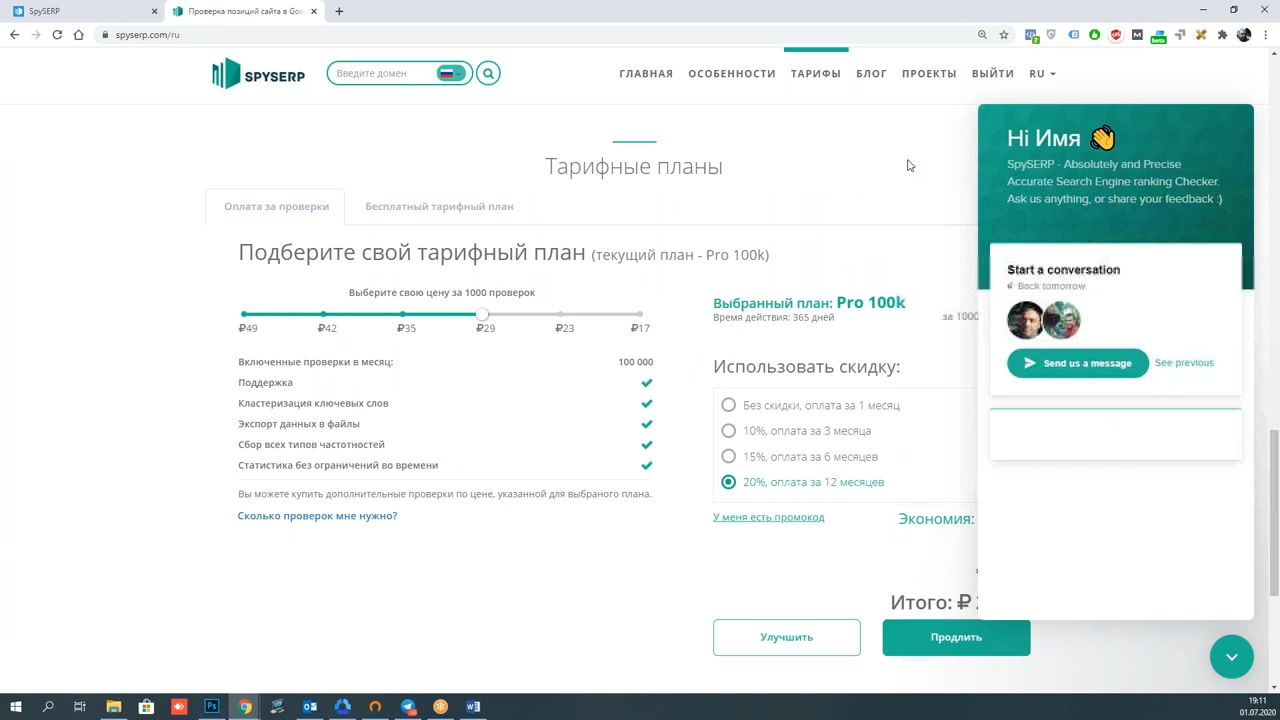 SpySERP
Проверка позиций сайта в Goo
spyserp.com/ru
SPYSERP
Введите домен
ГЛАВНАЯ
ОСОБЕННОСТИ
ТАРИФЫ
БЛОГ
ПРОЕКТЫ
ВЫЙТИ
RU
Тарифные планы
Оплата за проверки
Бесплатный тарифный план
Подберите свой тарифный план (текущий план - Pro 100k)
Выберите свою цену за 1000 проверок
₽49
₽42
₽35
₽29
₽23
₽17
Включенные проверки в месяц:
100 000
Поддержка
Кластеризация ключевых слов
Экспорт данных в файлы
Сбор всех типов частотностей
Статистика без ограничений во времени
Вы можете купить дополнительные проверки по цене, указанной для выбраного плана.
Сколько проверок мне нужно?
Выбранный план: Pro 100k
Время действия: 365 дней
за 1000
Использовать скидку:
Без скидки, оплата за 1 месяц
10%, оплата за 3 месяца
15%, оплата за 6 месяцев
20%, оплата за 12 месяцев
У меня есть промокод
Экономия:
Итого: ₽
Улучшить
Продлить
Hi Имя 👋
SpySERP - Absolutely and Precise
Accurate Search Engine ranking Checker.
Ask us anything, or share your feedback :)
Start a conversation
Back tomorrow
Send us a message
See previous
beta
19:11
01.07.2020